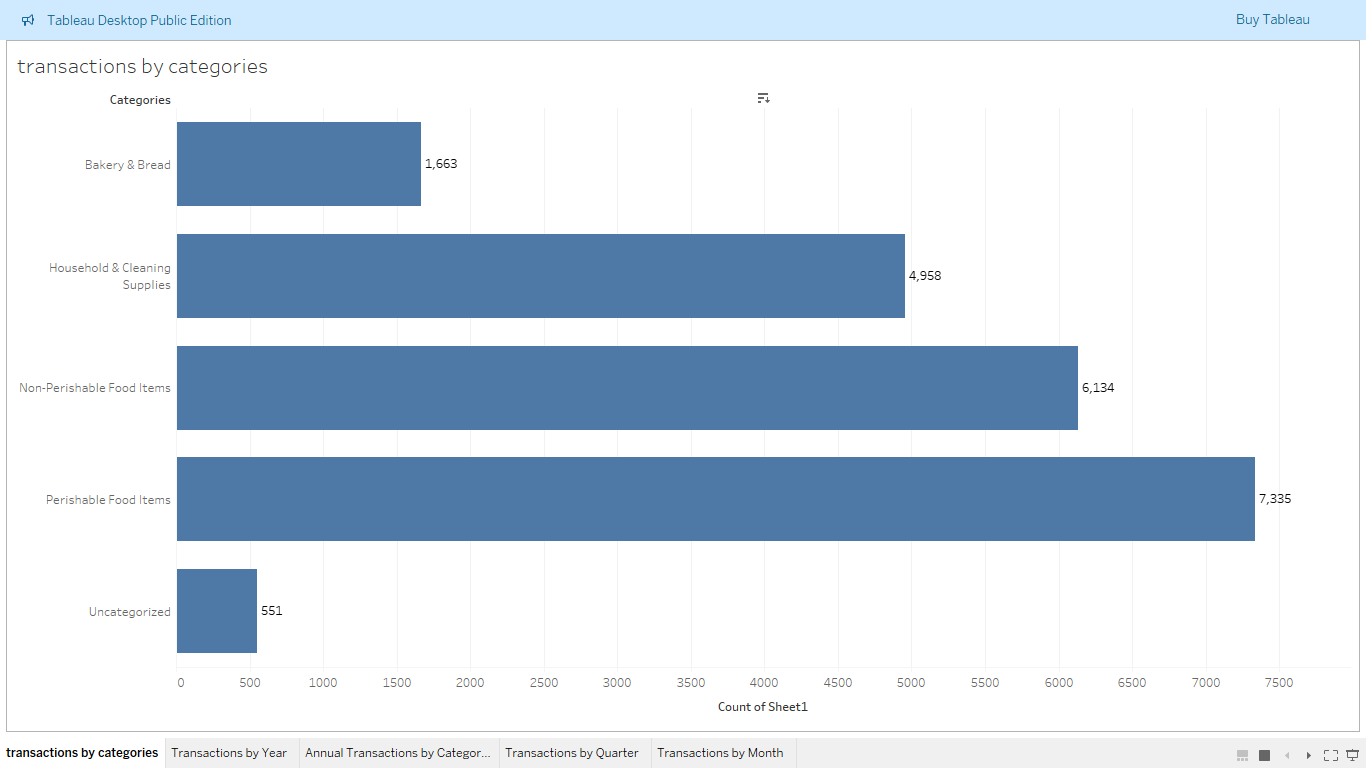 Tableau Desktop Public Edition
Buy Tableau
transactions by categories
Categories
Bakery & Bread
1,663
Household & Cleaning
Supplies
4,958
Non-Perishable Food Items
6,134
Perishable Food Items
7,335
Uncategorized
551
0 500 1000 1500 2000 2500 3000 3500 4000 4500 5000 5500 6000 6500 7000 7500
Count of Sheet1
transactions by categories Transactions by Year Annual Transactions by Categor... Transactions by Quarter Transactions by Month